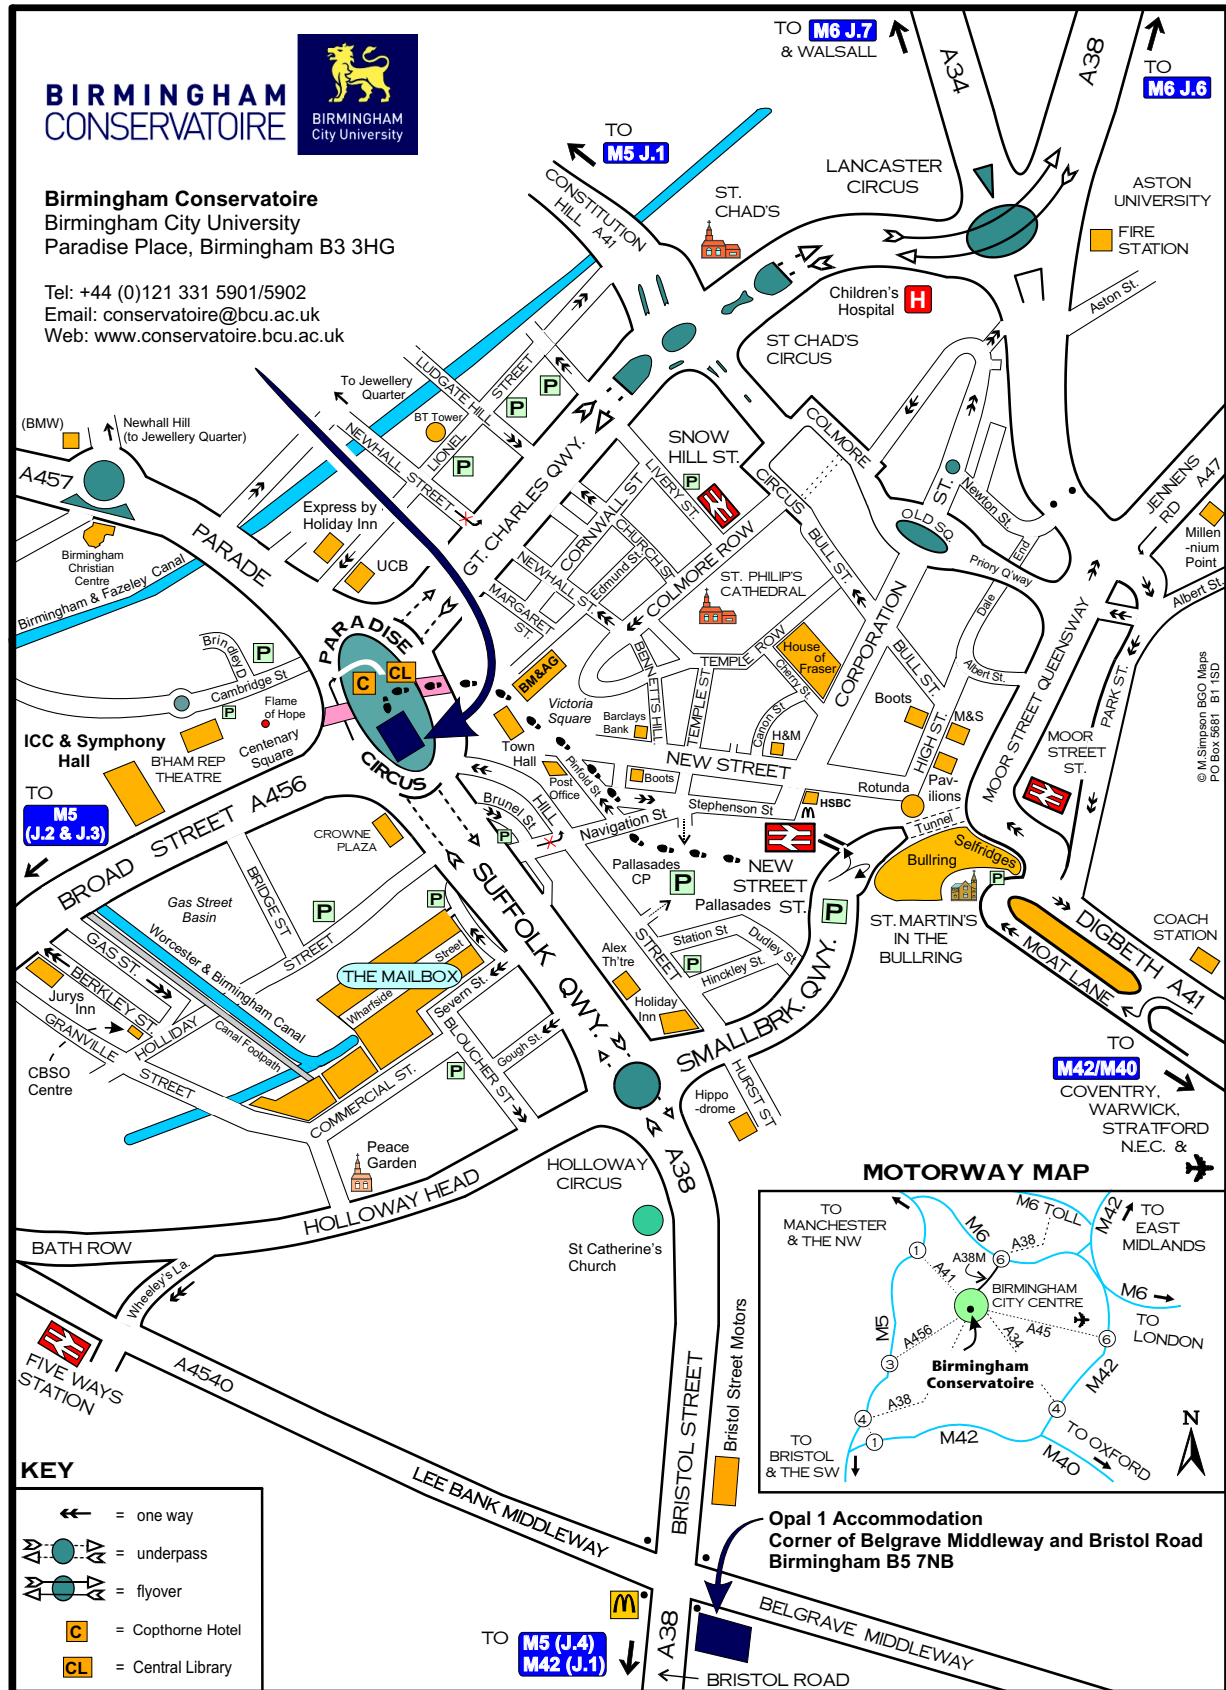 BIRMINGHAM
CONSERVATOIRE
BIRMINGHAM
City University
Birmingham Conservatoire
Birmingham City University
Paradise Place, Birmingham B3 3HG
Tel: +44 (0)121 331 5901/5902
Email: conservatoire@bcu.ac.uk
Web: www.conservatoire.bcu.ac.uk
TO M6 J.7
& WALSALL
A34
A38
TO
M6 J.6
TO
M5 J.1
CONSTITUTION
HILL A41
ST.
CHAD'S
LANCASTER
CIRCUS
ASTON
UNIVERSITY
FIRE
STATION
Aston St.
Children's
Hospital
H
ST CHAD'S
CIRCUS
To Jewellery
Quarter
LUDGATE HILL
STREET
LIONEL
P
P
P
BT Tower
NEWHALL STREET
(BMW)
Newhall Hill
(to Jewellery Quarter)
A457
PARADE
Birmingham
Christian
Centre
Birmingham & Fazeley Canal
Express by
Holiday Inn
UCB
GT. CHARLES QWY.
SNOW
HILL ST.
P
LIVERY ST.
CORNWALL ST
CHURCH ST
Edmund St.
NEWHALL ST.
MARGARET
ST.
COLMORE ROW
COLMORE
CIRCUS
BULL ST.
ST. PHILIP'S
CATHEDRAL
OLD SQ.
ST.
CORPORATION
Newton St.
Priory Q'way
Dale
End
JENNENS
RD
A47
Millen
-nium
Point
Albert St.
Albert St.
PARADISE
CIRCUS
C
CL
BM&AG
Brindley D
P
Cambridge St
P
Flame
of Hope
Centenary
Square
ICC & Symphony
Hall
B'HAM REP
THEATRE
TO
M5
(J.2 & J.3)
BROAD STREET A456
Victoria
Square
Town
Hall
Post
Office
Pinfold St
BENNETTS HILL
Barclays
Bank
TEMPLE ROW
TEMPLE ST
Cherry St.
Canon St
House
of
Fraser
H&M
NEW STREET
Boots
Boots
BULL ST.
HIGH ST.
M&S
Pav-
ilions
Rotunda
HSBC
Tunnel
MOOR STREET QUEENSWAY
MOOR
STREET
ST.
PARK ST.
© M.Simpson BGO Maps
PO Box 5681 B1 1SD
Brunel St
P
HILL
STREET
Navigation St
Stephenson St
Pallasades
CP
P
NEW
STREET
ST.
Pallasades
P
Bullring
Selfridges
P
ST. MARTIN'S
IN THE
BULLRING
DIGBETH A41
MOAT LANE
COACH
STATION
TO
M42/M40
COVENTRY,
WARWICK,
STRATFORD
N.E.C. &
CROWNE
PLAZA
BRIDGE ST
Gas Street
Basin
P
P
HOLLIDAY
STREET
Worcester & Birmingham Canal
Canal Footpath
GAS ST.
BERKLEY ST.
GRANVILLE
STREET
Jurys
Inn
CBSO
Centre
THE MAILBOX
Wharfside
Street
Severn St.
COMMERCIAL ST.
P
BLOUCHER ST
Gough St.
SUFFOLK QWY.
Alex
Th'tre
Holiday
Inn
Station St
Dudley St
P
Hinckley St.
SMALLBRK. QWY.
HURST ST
Hippo
-drome
Peace
Garden
HOLLOWAY
CIRCUS
HOLLOWAY HEAD
BATH ROW
Wheeley's La.
A38
St Catherine's
Church
FIVE WAYS
STATION
A4540
LEE BANK MIDDLEWAY
BRISTOL STREET
Bristol Street Motors
MOTORWAY MAP
TO
MANCHESTER
& THE NW
M6 TOLL
M42
TO
EAST
MIDLANDS
M6
A38
A38M
1
6
A41
BIRMINGHAM
CITY CENTRE
M6
TO
LONDON
M5
A456
A34
A45
6
3
Birmingham
Conservatoire
M42
A38
4
4
1
M42
TO
BRISTOL
& THE SW
TO OXFORD
M40
N
Opal 1 Accommodation
Corner of Belgrave Middleway and Bristol Road
Birmingham B5 7NB
BELGRAVE MIDDLEWAY
A38
BRISTOL ROAD
TO M5 (J.4)
M42 (J.1)
KEY
= one way
= underpass
= flyover
C = Copthorne Hotel
CL = Central Library